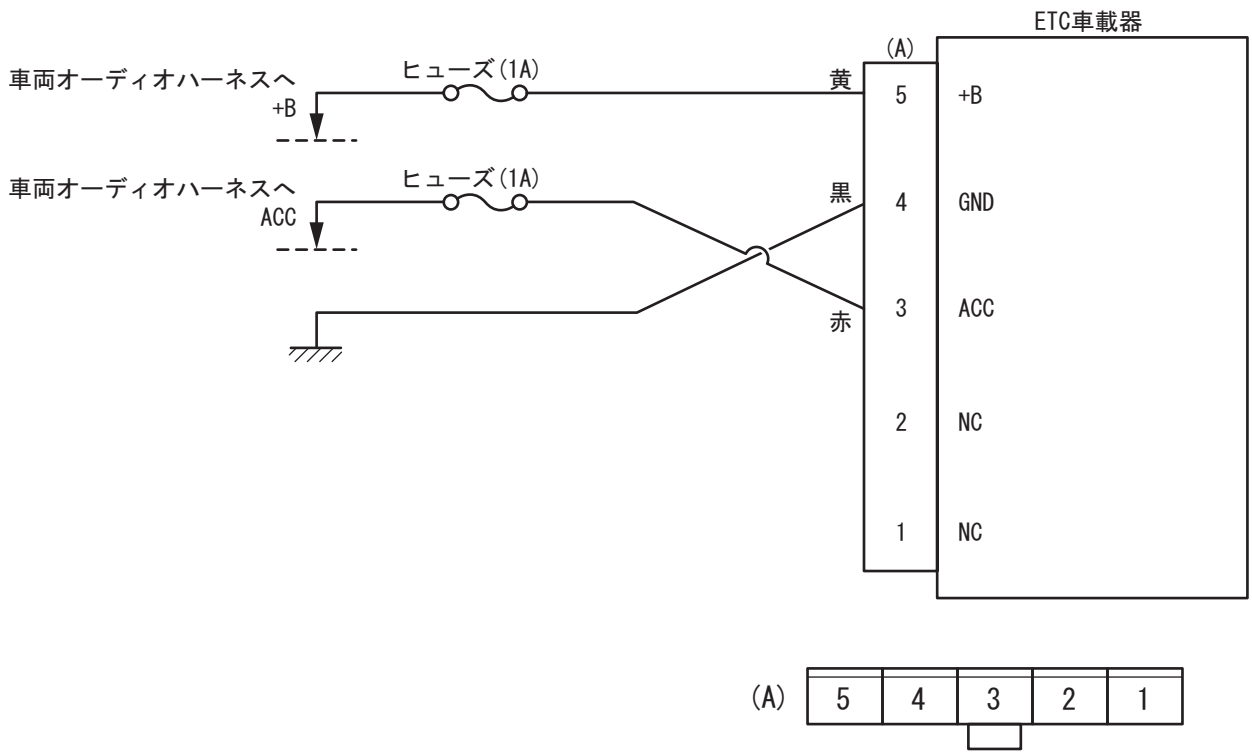 ETC車載器
(A)
車両オーディオハーネスへ
+B
ヒューズ(1A)
黄
5
+B
車両オーディオハーネスへ
ACC
ヒューズ(1A)
黒
4
GND
赤
3
ACC
2
NC
1
NC
(A) 5 4 3 2 1